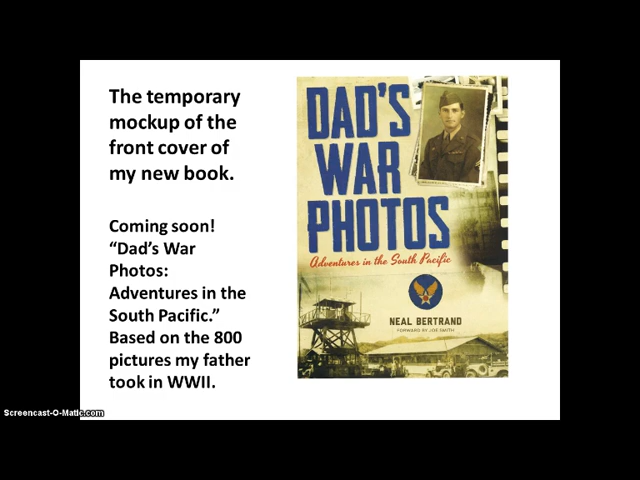 The temporary
mockup of the
front cover of
my new book.
Coming soon!
“Dad’s War
Photos:
Adventures in the
South Pacific.”
Based on the 800
pictures my father
took in WWII.
DAD'S
WAR
PHOTOS
Adventures in the South Pacific
NEAL BERTRAND
FORWARD BY JOE SMITH
Screencast-O-Matic.com